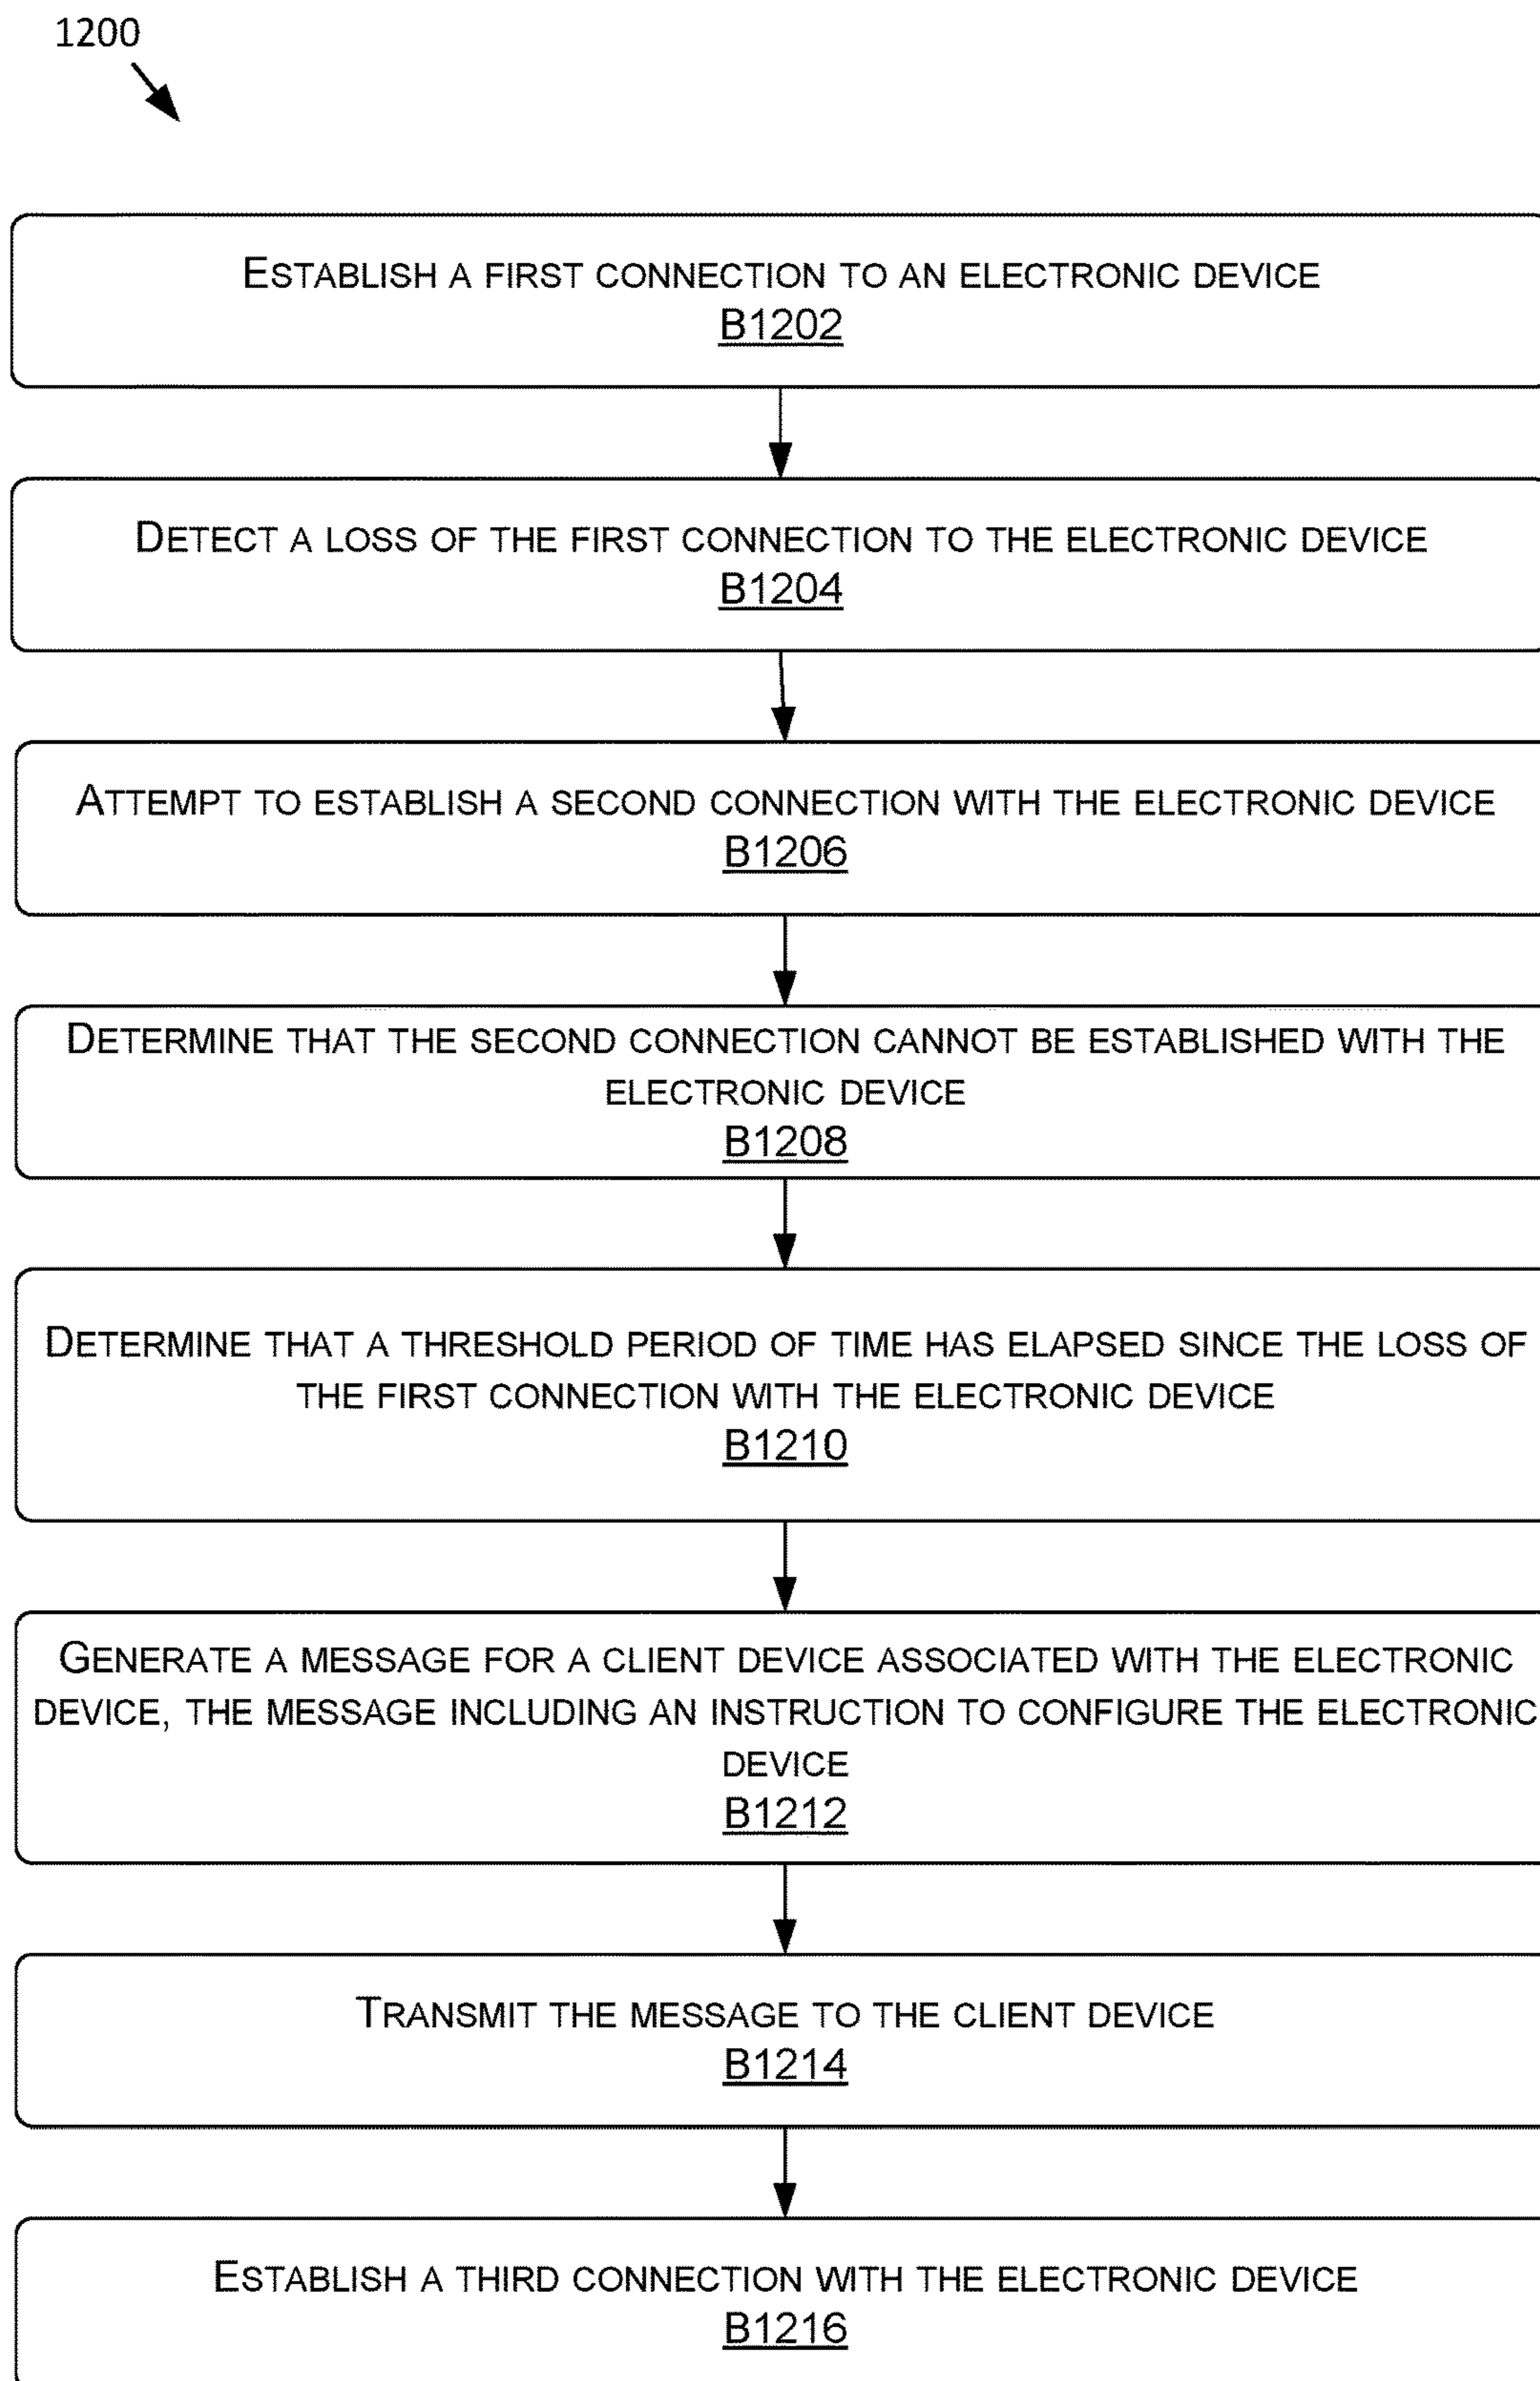 1200
ESTABLISH A FIRST CONNECTION TO AN ELECTRONIC DEVICE
B1202
DETECT A LOSS OF THE FIRST CONNECTION TO THE ELECTRONIC DEVICE
B1204
ATTEMPT TO ESTABLISH A SECOND CONNECTION WITH THE ELECTRONIC DEVICE
B1206
DETERMINE THAT THE SECOND CONNECTION CANNOT BE ESTABLISHED WITH THE
ELECTRONIC DEVICE
B1208
DETERMINE THAT A THRESHOLD PERIOD OF TIME HAS ELAPSED SINCE THE LOSS OF
THE FIRST CONNECTION WITH THE ELECTRONIC DEVICE
B1210
GENERATE A MESSAGE FOR A CLIENT DEVICE ASSOCIATED WITH THE ELECTRONIC
DEVICE, THE MESSAGE INCLUDING AN INSTRUCTION TO CONFIGURE THE ELECTRONIC
DEVICE
B1212
TRANSMIT THE MESSAGE TO THE CLIENT DEVICE
B1214
ESTABLISH A THIRD CONNECTION WITH THE ELECTRONIC DEVICE
B1216